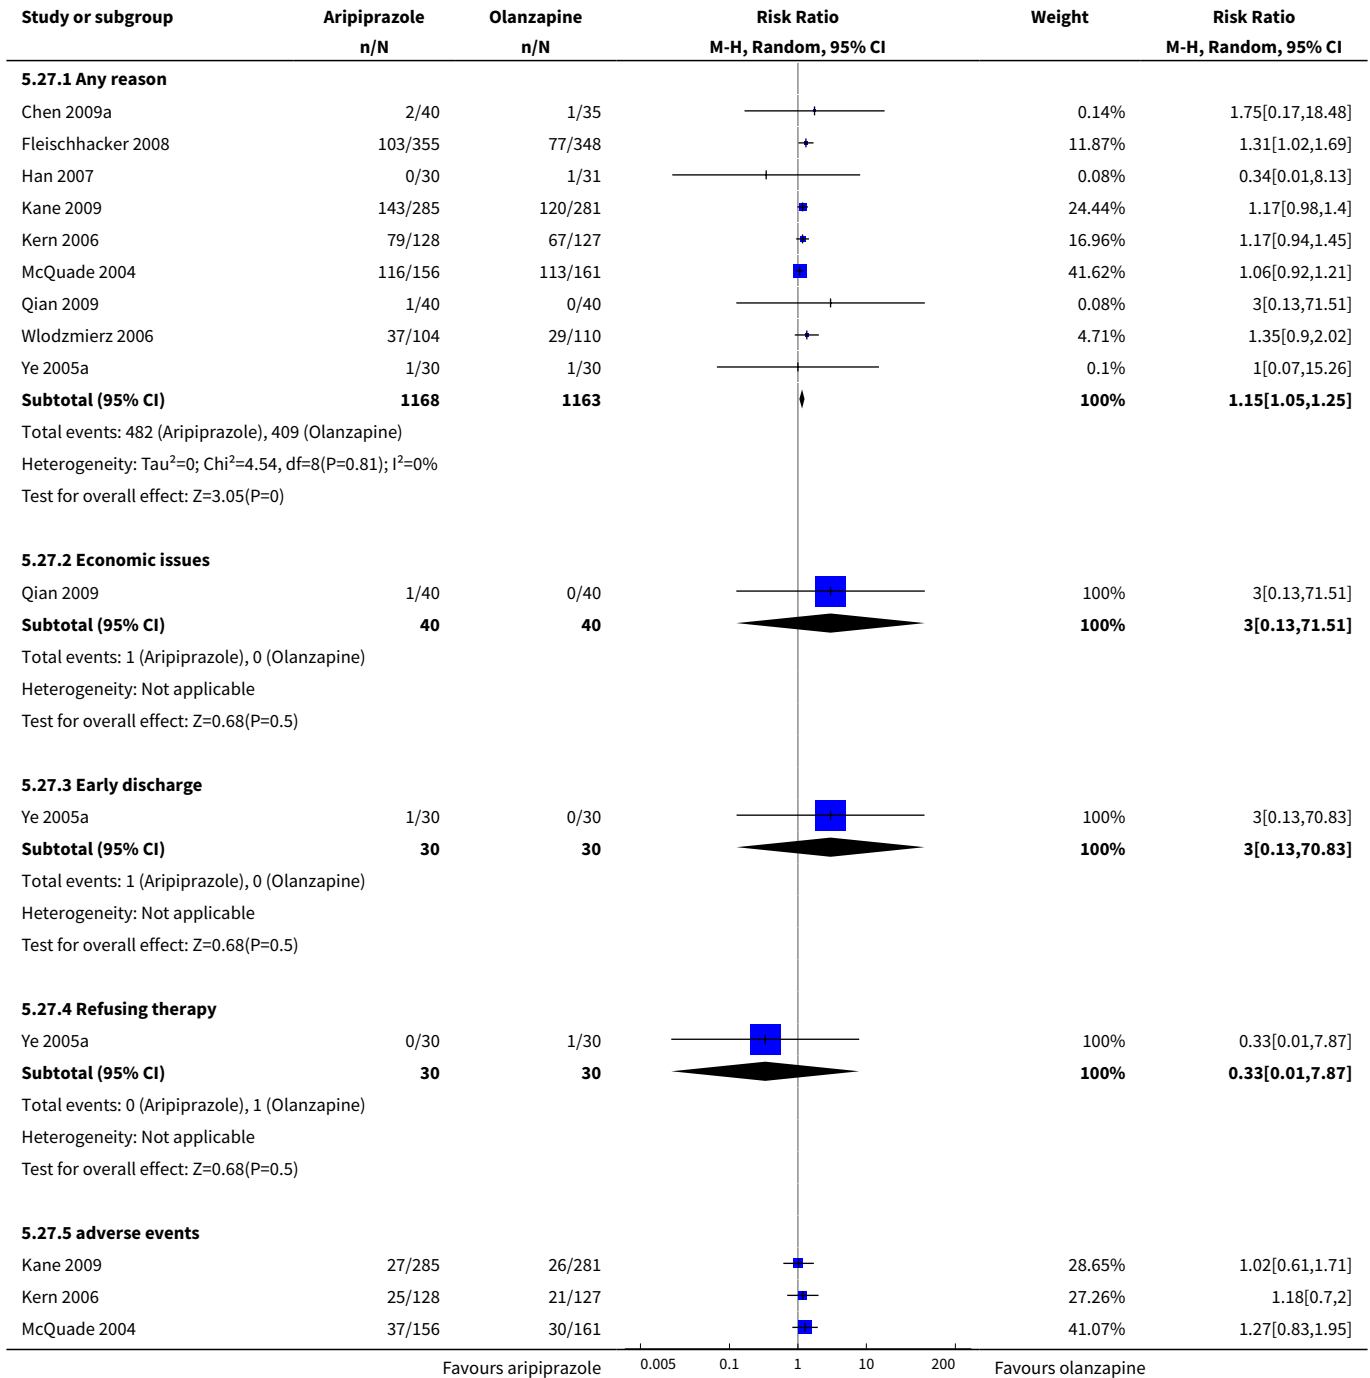 Study or subgroup Aripiprazole Olanzapine Risk Ratio Weight Risk Ratio
n/N n/N M-H, Random, 95% CI M-H, Random, 95% CI
5.27.1 Any reason
Chen 2009a 2/40 1/35 0.14% 1.75[0.17,18.48]
Fleischhacker 2008 103/355 77/348 11.87% 1.31[1.02,1.69]
Han 2007 0/30 1/31 0.08% 0.34[0.01,8.13]
Kane 2009 143/285 120/281 24.44% 1.17[0.98,1.4]
Kern 2006 79/128 67/127 16.96% 1.17[0.94,1.45]
McQuade 2004 116/156 113/161 41.62% 1.06[0.92,1.21]
Qian 2009 1/40 0/40 0.08% 3[0.13,71.51]
Wlodzmierz 2006 37/104 29/110 4.71% 1.35[0.9,2.02]
Ye 2005a 1/30 1/30 0.1% 1[0.07,15.26]
Subtotal (95% CI) 1168 1163 100% 1.15[1.05,1.25]
Total events: 482 (Aripiprazole), 409 (Olanzapine)
Heterogeneity: Tau²=0; Chi²=4.54, df=8(P=0.81); I²=0%
Test for overall effect: Z=3.05(P=0)
5.27.2 Economic issues
Qian 2009 1/40 0/40 100% 3[0.13,71.51]
Subtotal (95% CI) 40 40 100% 3[0.13,71.51]
Total events: 1 (Aripiprazole), 0 (Olanzapine)
Heterogeneity: Not applicable
Test for overall effect: Z=0.68(P=0.5)
5.27.3 Early discharge
Ye 2005a 1/30 0/30 100% 3[0.13,70.83]
Subtotal (95% CI) 30 30 100% 3[0.13,70.83]
Total events: 1 (Aripiprazole), 0 (Olanzapine)
Heterogeneity: Not applicable
Test for overall effect: Z=0.68(P=0.5)
5.27.4 Refusing therapy
Ye 2005a 0/30 1/30 100% 0.33[0.01,7.87]
Subtotal (95% CI) 30 30 100% 0.33[0.01,7.87]
Total events: 0 (Aripiprazole), 1 (Olanzapine)
Heterogeneity: Not applicable
Test for overall effect: Z=0.68(P=0.5)
5.27.5 adverse events
Kane 2009 27/285 26/281 28.65% 1.02[0.61,1.71]
Kern 2006 25/128 21/127 27.26% 1.18[0.7,2]
McQuade 2004 37/156 30/161 41.07% 1.27[0.83,1.95]
Favours aripiprazole 0.005 0.1 1 10 200 Favours olanzapine